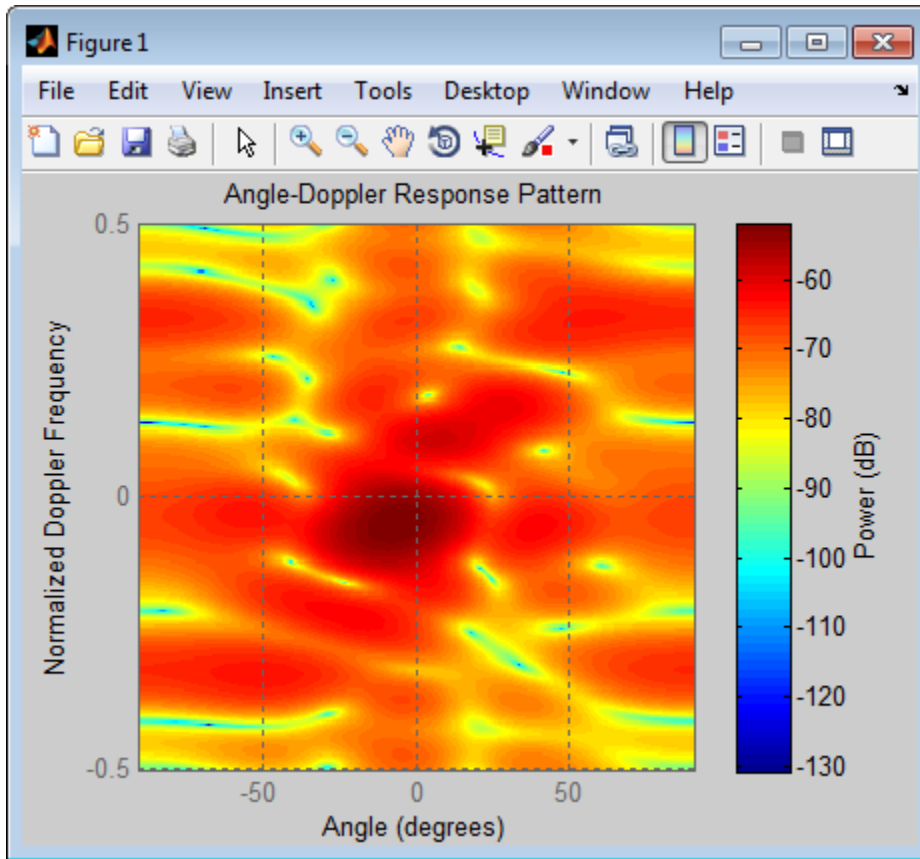 Figure 1
File Edit View Insert Tools Desktop Window Help
Angle-Doppler Response Pattern
0.5
0
-0.5
Normalized Doppler Frequency
-50 0 50
Angle (degrees)
-60
-70
-80
-90
-100
-110
-120
-130
Power (dB)